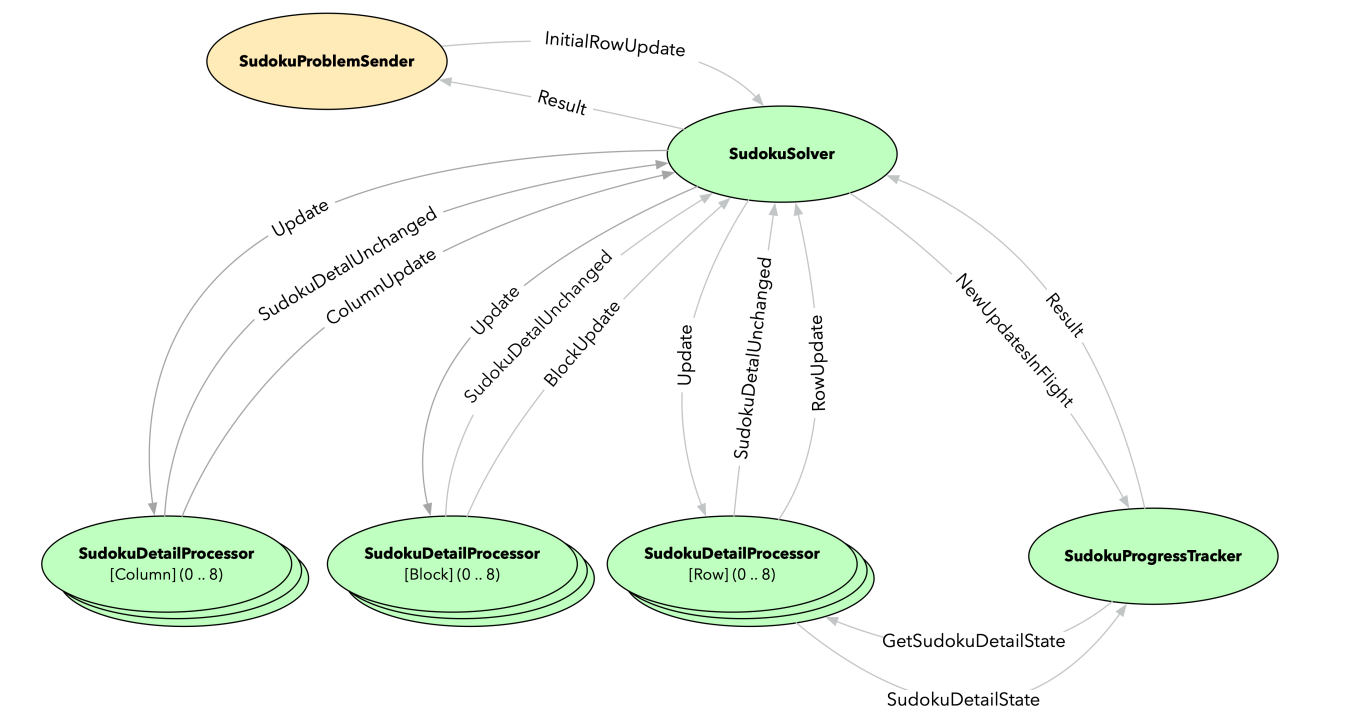 InitialRowUpdate
SudokuProblemSender
Result
SudokuSolver
Update
SudokuDetalUnchanged
ColumnUpdate
Update
SudokuDetalUnchanged
BlockUpdate
Update
SudokuDetalUnchanged
RowUpdate
NewUpdatesInFlight
Result
SudokuDetailProcessor
[Column] (0 .. 8)
SudokuDetailProcessor
[Block] (0 .. 8)
SudokuDetailProcessor
[Row] (0 .. 8)
SudokuProgressTracker
GetSudokuDetailState
SudokuDetailState